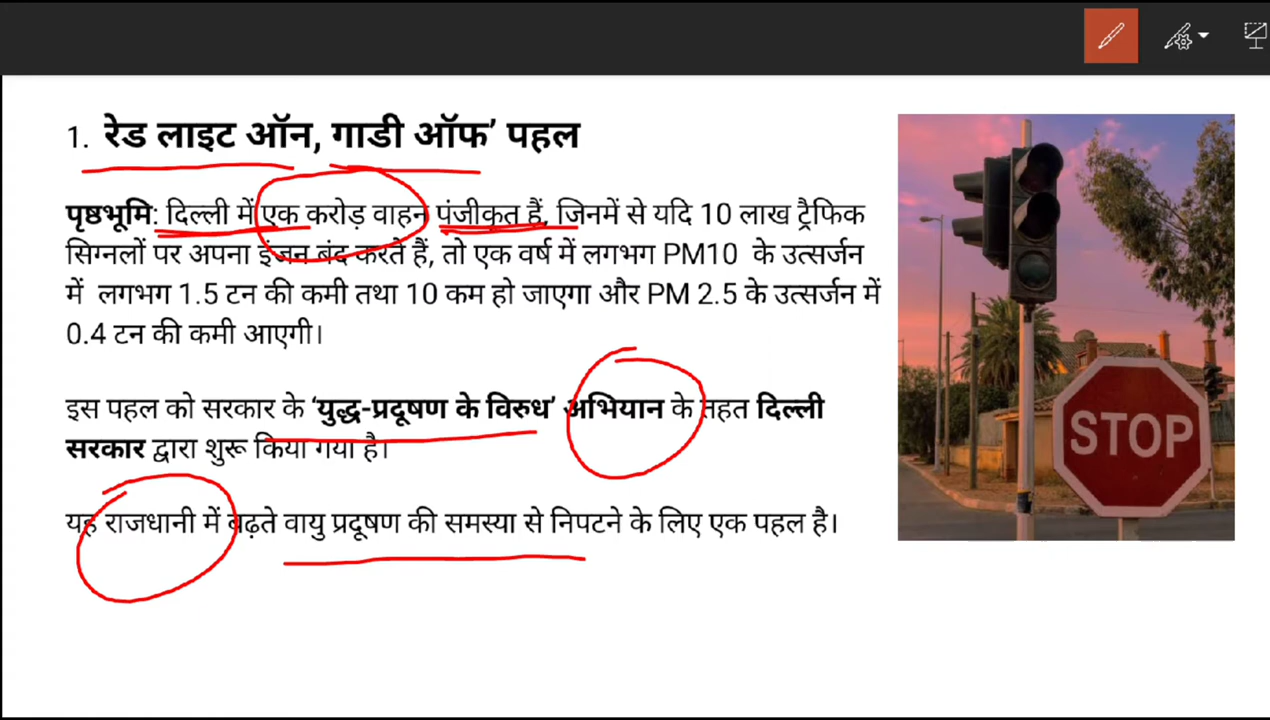 1. रेड लाइट ऑन, गाडी ऑफ’ पहल
पृष्ठभूमि: दिल्ली में एक करोड़ वाहन पंजीकृत हैं, जिनमें से यदि 10 लाख ट्रैफिक
सिग्नलों पर अपना इंजन बंद करते हैं, तो एक वर्ष में लगभग PM10 के उत्सर्जन
में लगभग 1.5 टन की कमी तथा 10 कम हो जाएगा और PM 2.5 के उत्सर्जन में
0.4 टन की कमी आएगी।
इस पहल को सरकार के ‘युद्ध-प्रदूषण के विरुध’ अभियान के तहत दिल्ली
सरकार द्वारा शुरू किया गया है।
यह राजधानी में बढ़ते वायु प्रदूषण की समस्या से निपटने के लिए एक पहल है।
STOP